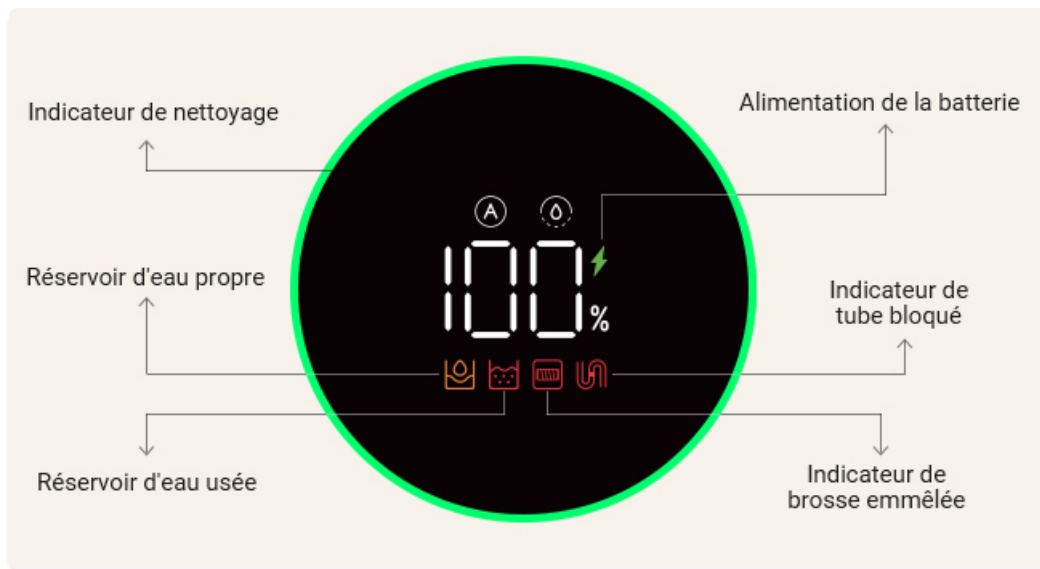 Indicateur de nettoyage
Alimentation de la batterie
A
100
%
Réservoir d'eau propre
Indicateur de
tube bloqué
Réservoir d'eau usée
Indicateur de
brosse emmêlée